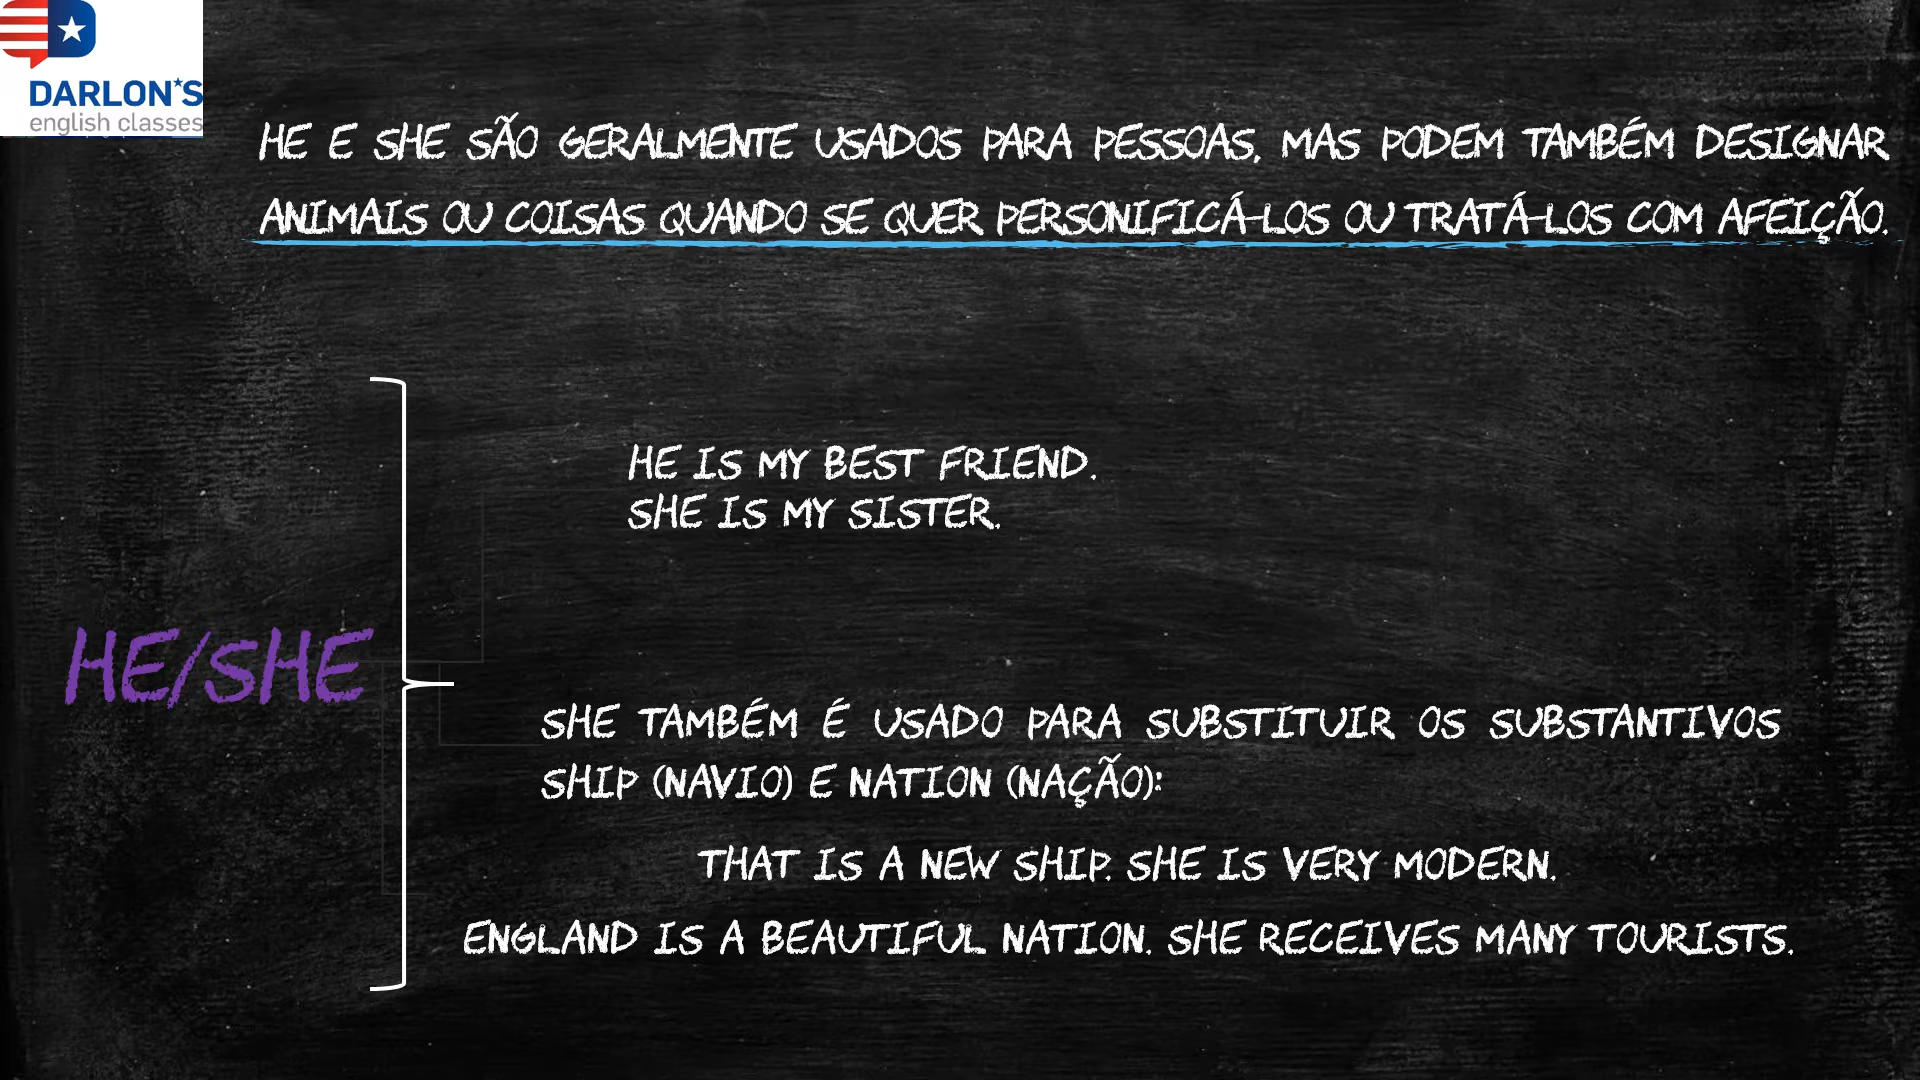 DARLON'S
english classes
HE E SHE SÃO GERALMENTE USADOS PARA PESSOAS, MAS PODEM TAMBÉM DESIGNAR
ANIMAIS OU COISAS QUANDO SE QUER PERSONIFICÁ-LOS OU TRATÁ-LOS COM AFEIÇÃO.
HE IS MY BEST FRIEND.
SHE IS MY SISTER.
HE/SHE
SHE TAMBÉM É USADO PARA SUBSTITUIR OS SUBSTANTIVOS
SHIP (NAVIO) E NATION (NAÇÃO):
THAT IS A NEW SHIP. SHE IS VERY MODERN.
ENGLAND IS A BEAUTIFUL NATION. SHE RECEIVES MANY TOURISTS.